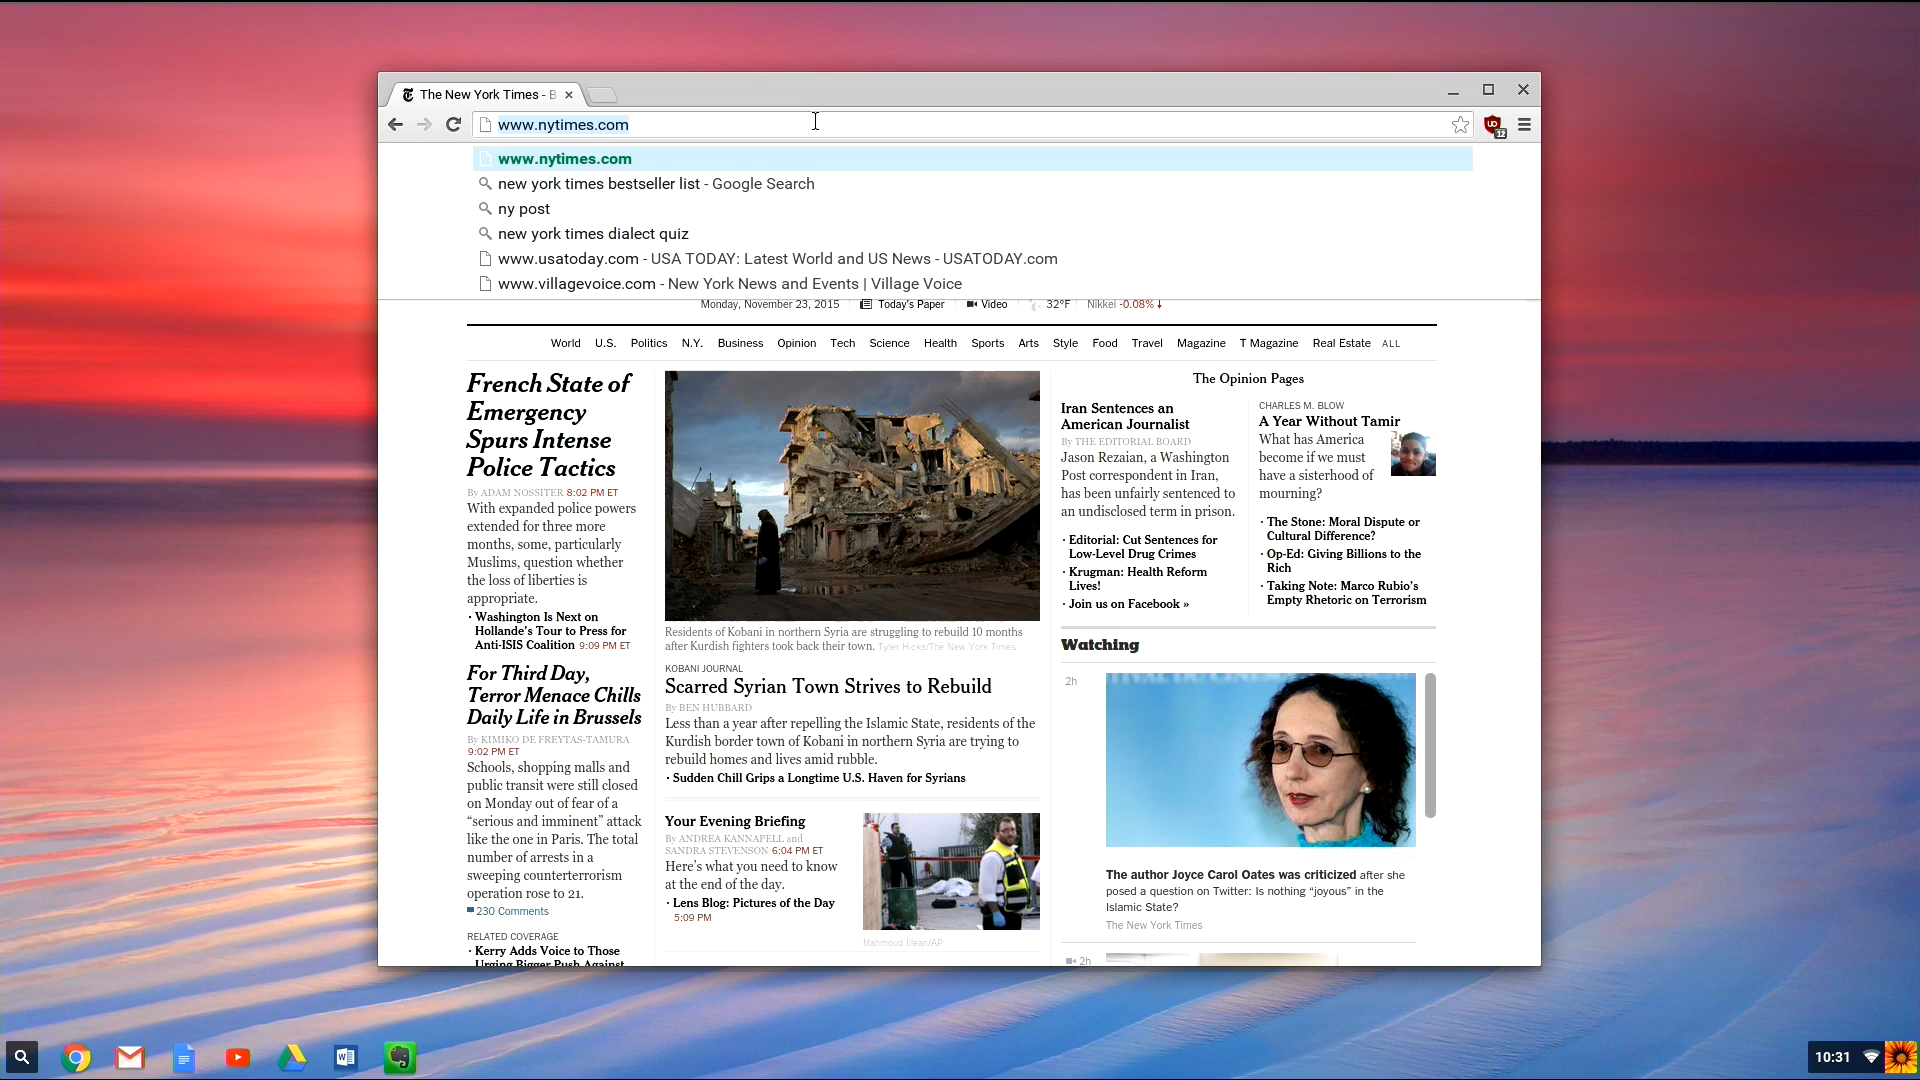 The New York Times - B
www.nytimes.com
12
www.nytimes.com
new york times bestseller list - Google Search
ny post
new york times dialect quiz
www.usatoday.com - USA TODAY: Latest World and US News - USATODAY.com
www.villagevoice.com - New York News and Events | Village Voice
Monday, November 23, 2015 Today's Paper Video 32°F Nikkei -0.08% ↓
World U.S. Politics N.Y. Business Opinion Tech Science Health Sports Arts Style Food Travel Magazine T Magazine Real Estate ALL
French State of
Emergency
Spurs Intense
Police Tactics
By ADAM NOSSITER 8:02 PM ET
With expanded police powers
extended for three more
months, some, particularly
Muslims, question whether
the loss of liberties is
appropriate.
· Washington Is Next on
Hollande's Tour to Press for
Anti-ISIS Coalition 9:09 PM ET
For Third Day,
Terror Menace Chills
Daily Life in Brussels
By KIMIKO DE FREYTAS-TAMURA
9:02 PM ET
Schools, shopping malls and
public transit were still closed
on Monday out of fear of a
“serious and imminent” attack
like the one in Paris. The total
number of arrests in a
sweeping counterterrorism
operation rose to 21.
230 Comments
RELATED COVERAGE
· Kerry Adds Voice to Those
Urging Bigger Push Against
Residents of Kobani in northern Syria are struggling to rebuild 10 months
after Kurdish fighters took back their town. Tyler Hicks/The New York Times
KOBANI JOURNAL
Scarred Syrian Town Strives to Rebuild
By BEN HUBBARD
Less than a year after repelling the Islamic State, residents of the
Kurdish border town of Kobani in northern Syria are trying to
rebuild homes and lives amid rubble.
· Sudden Chill Grips a Longtime U.S. Haven for Syrians
Your Evening Briefing
By ANDREA KANNAPELL and
SANDRA STEVENSON 6:04 PM ET
Here's what you need to know
at the end of the day.
· Lens Blog: Pictures of the Day
5:09 PM
Mahmoud Illean/AP
The Opinion Pages
Iran Sentences an
American Journalist
By THE EDITORIAL BOARD
Jason Rezaian, a Washington
Post correspondent in Iran,
has been unfairly sentenced to
an undisclosed term in prison.
· Editorial: Cut Sentences for
Low-Level Drug Crimes
· Krugman: Health Reform
Lives!
· Join us on Facebook »
CHARLES M. BLOW
A Year Without Tamir
What has America
become if we must
have a sisterhood of
mourning?
· The Stone: Moral Dispute or
Cultural Difference?
· Op-Ed: Giving Billions to the
Rich
· Taking Note: Marco Rubio's
Empty Rhetoric on Terrorism
Watching
2h
The author Joyce Carol Oates was criticized after she
posed a question on Twitter: Is nothing “joyous” in the
Islamic State?
The New York Times
2h
10:31